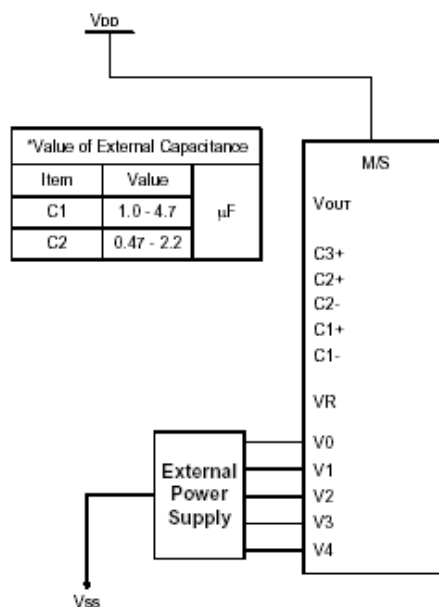 VDD
*Value of External Capacitance
Item Value
C1 1.0 - 4.7 µF
C2 0.47 - 2.2
M/S
VOUT
C3+
C2+
C2-
C1+
C1-
VR
V0
V1
V2
V3
V4
External
Power
Supply
Vss